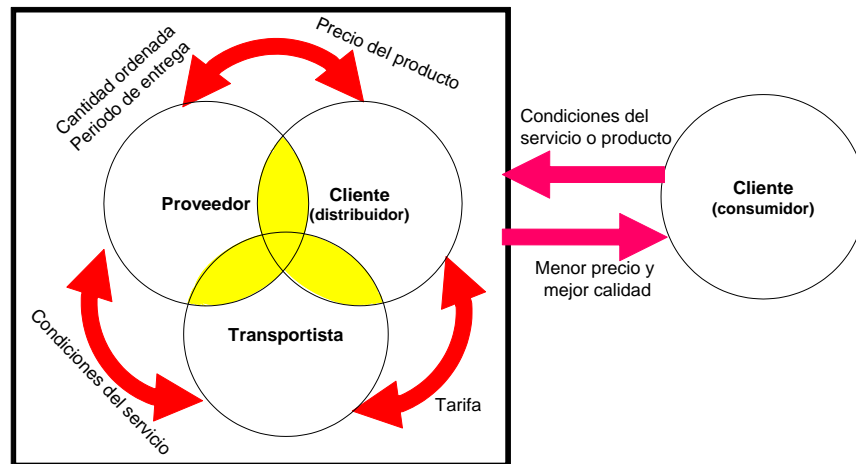 Cantidad ordenada
Periodo de entrega
Precio del producto
Proveedor
Cliente
(distribuidor)
Transportista
Condiciones del servicio
Tarifa
Condiciones del
servicio o producto
Menor precio y
mejor calidad
Cliente
(consumidor)